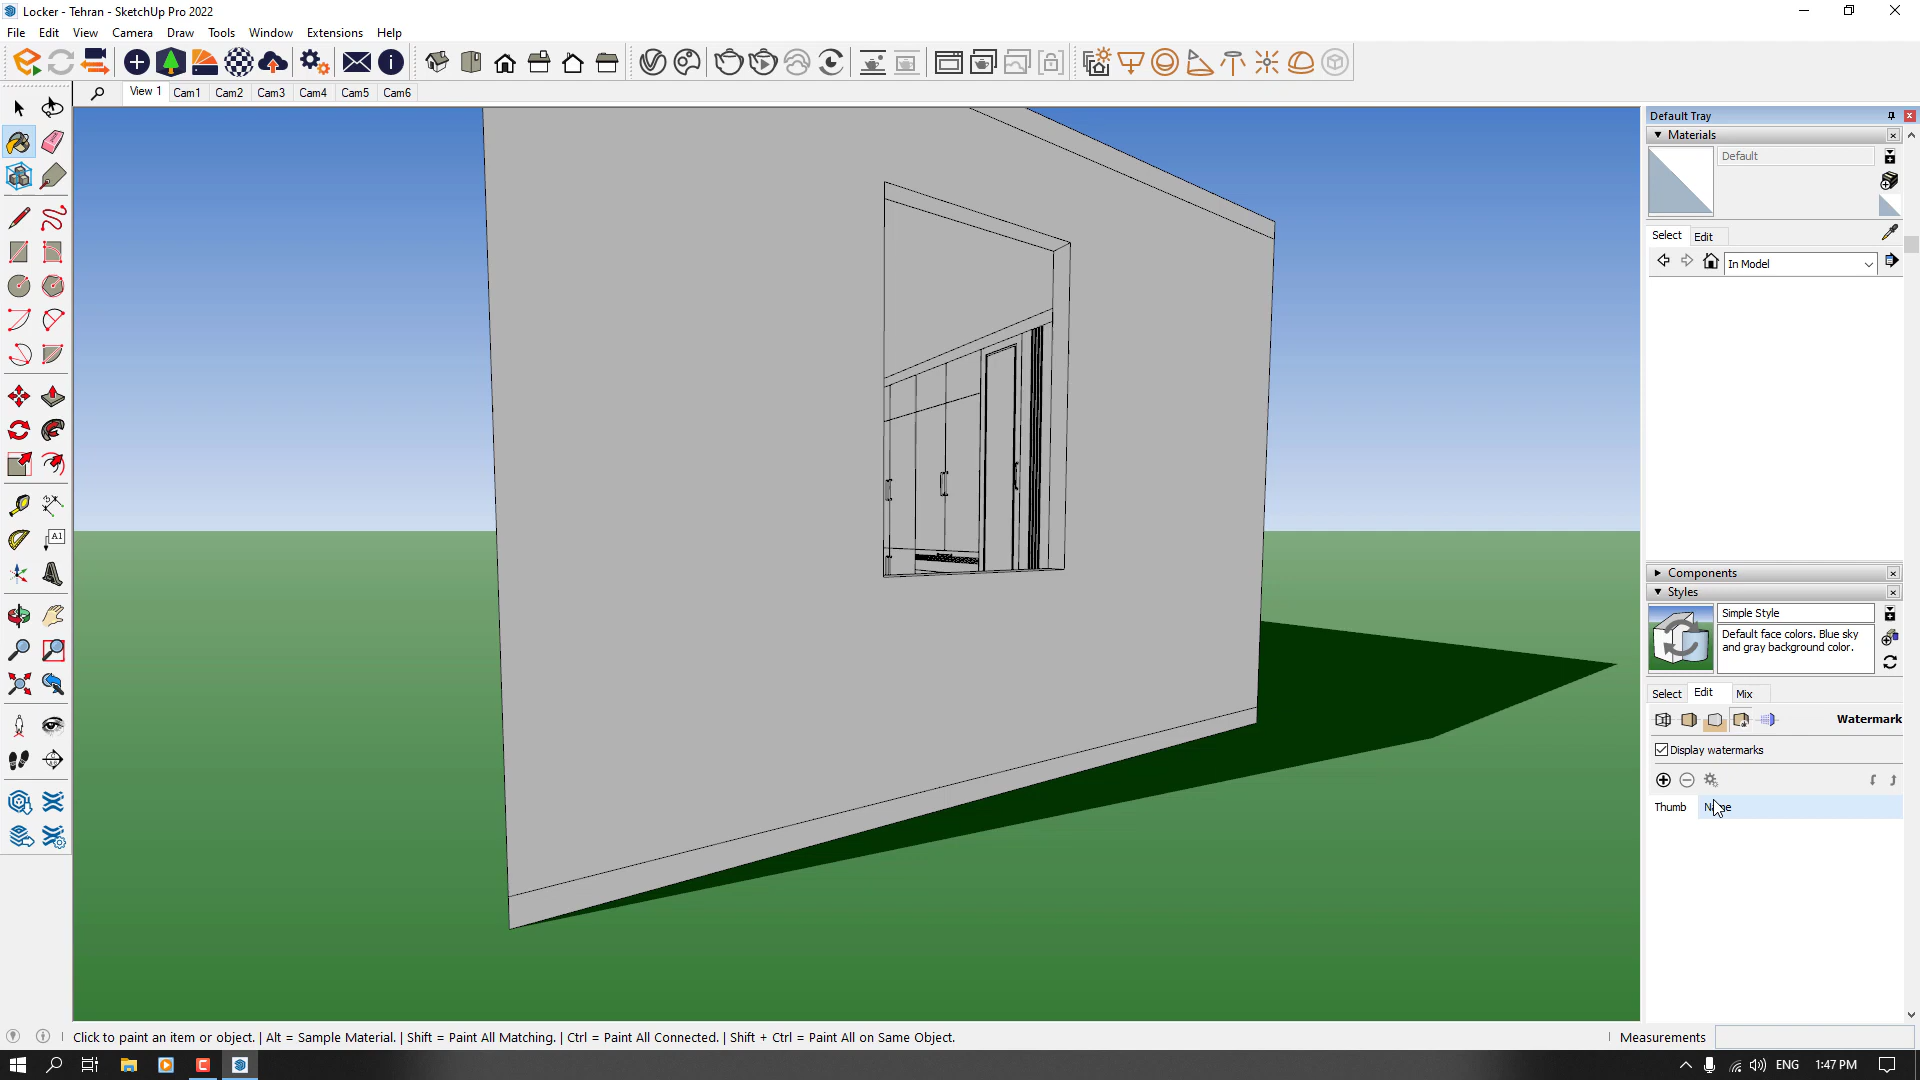 Locker - Tehran - SketchUp Pro 2022
File Edit View Camera Draw Tools Window Extensions Help
View 1 Cam1 Cam2 Cam3 Cam4 Cam5 Cam6
Default Tray
Materials
Default
Select Edit
In Model
Components
Styles
Simple Style
Default face colors. Blue sky
and gray background color.
Select Edit Mix
Watermark
Display watermarks
Thumb
A1
Click to paint an item or object. | Alt = Sample Material. | Shift = Paint All Matching. | Ctrl = Paint All Connected. | Shift + Ctrl = Paint All on Same Object.
Measurements
ENG 1:47 PM